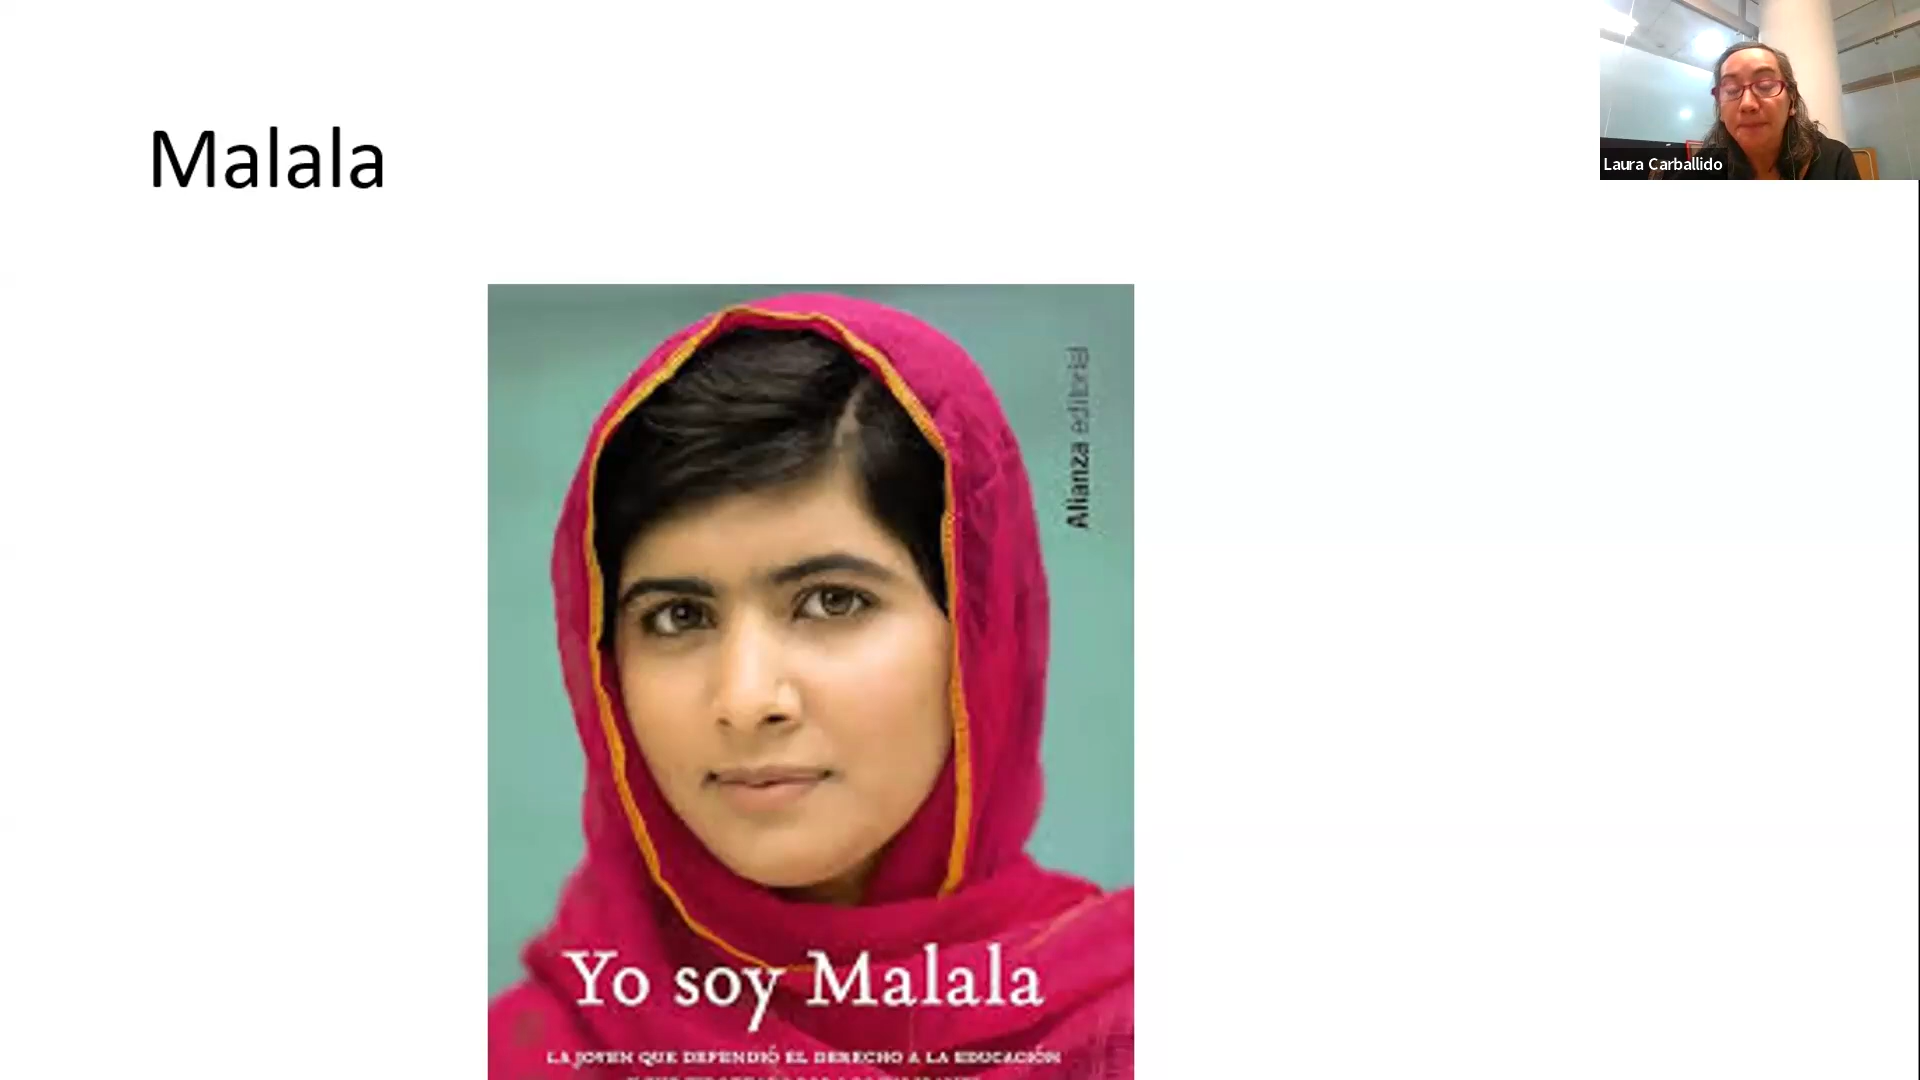 Malala
Laura Carballido
Alianza editorial
Yo soy Malala
LA JOVEN QUE DEFENDIÓ EL DERECHO A LA EDUCACIÓN